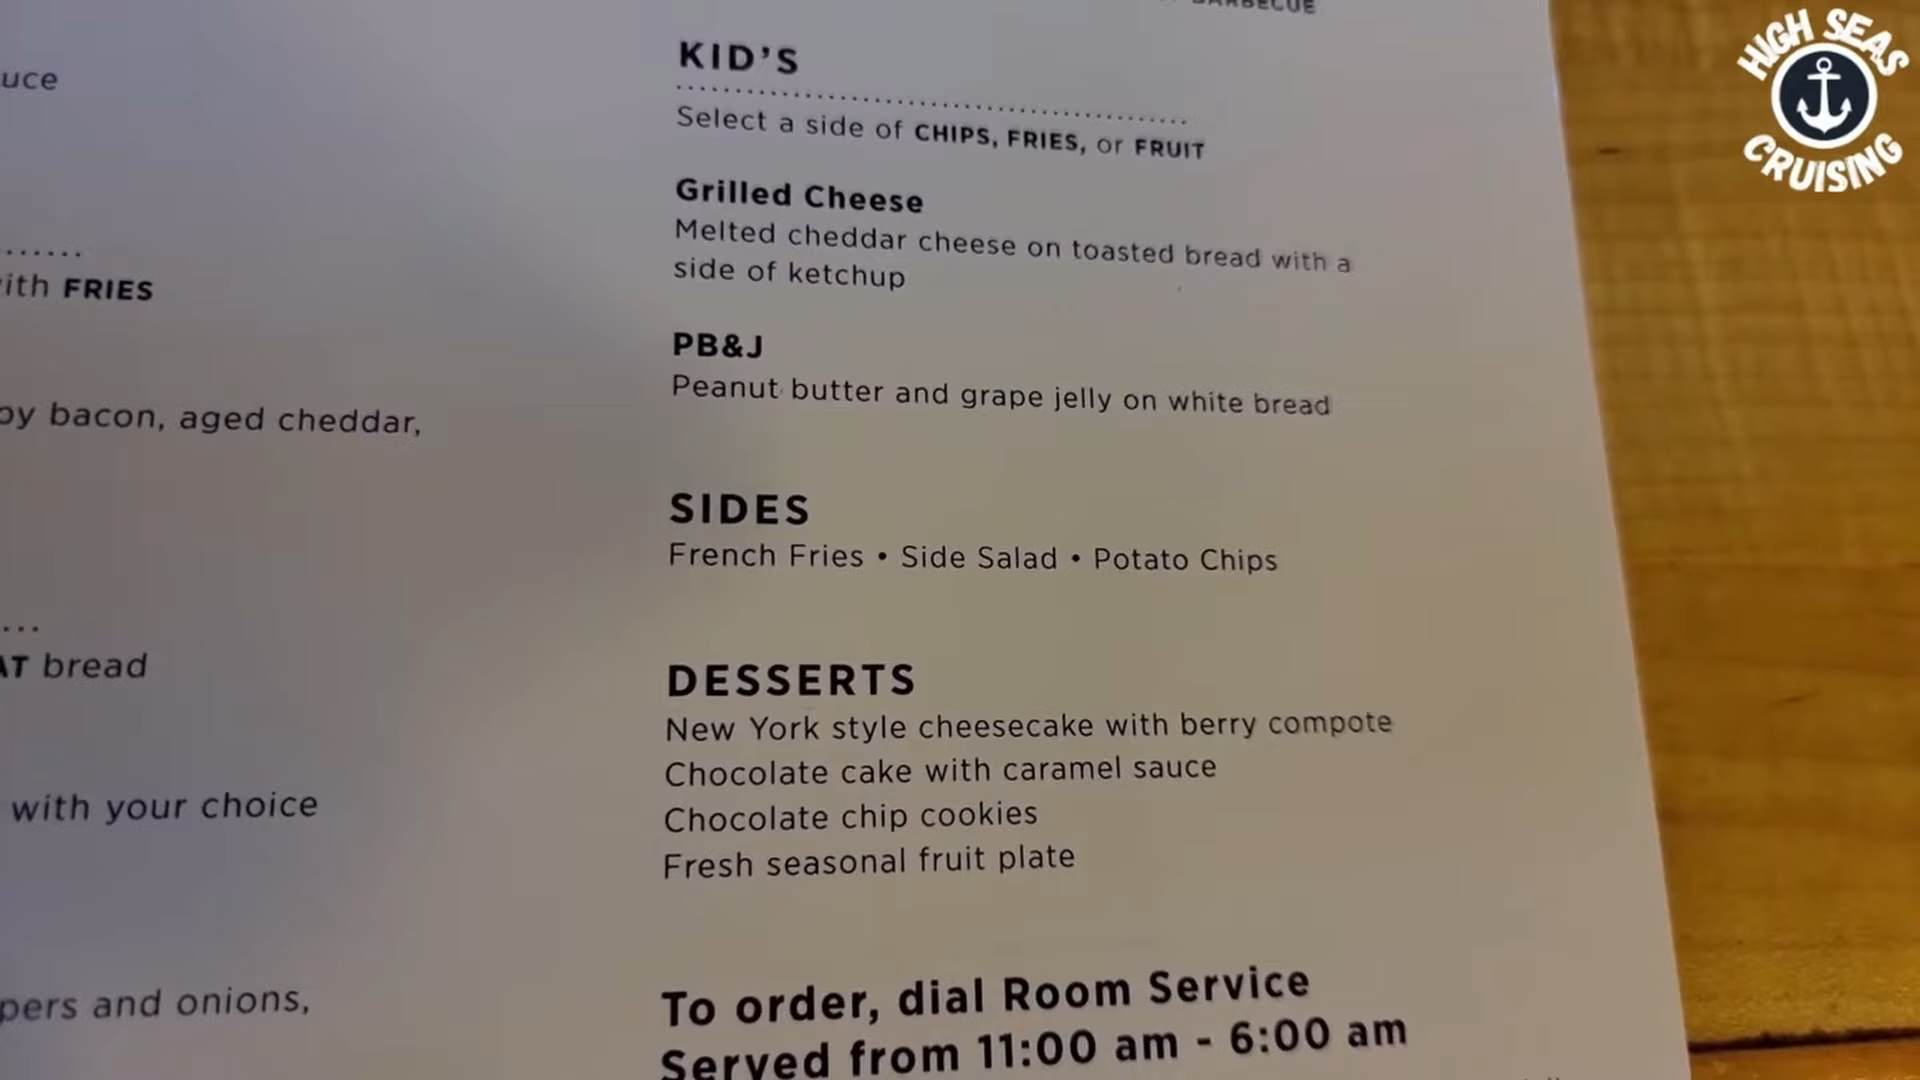 BARBECUE
uce
with FRIES
bacon, aged cheddar,
bread
with your choice
and onions,
KID'S
Select a side of CHIPS, FRIES, or FRUIT
Grilled Cheese
Melted cheddar cheese on toasted bread with a
side of ketchup
PB&J
Peanut butter and grape jelly on white bread
SIDES
French Fries • Side Salad • Potato Chips
DESSERTS
New York style cheesecake with berry compote
Chocolate cake with caramel sauce
Chocolate chip cookies
Fresh seasonal fruit plate
To order, dial Room Service
Served from 11:00 am - 6:00 am
HIGH SEAS
CRUISING